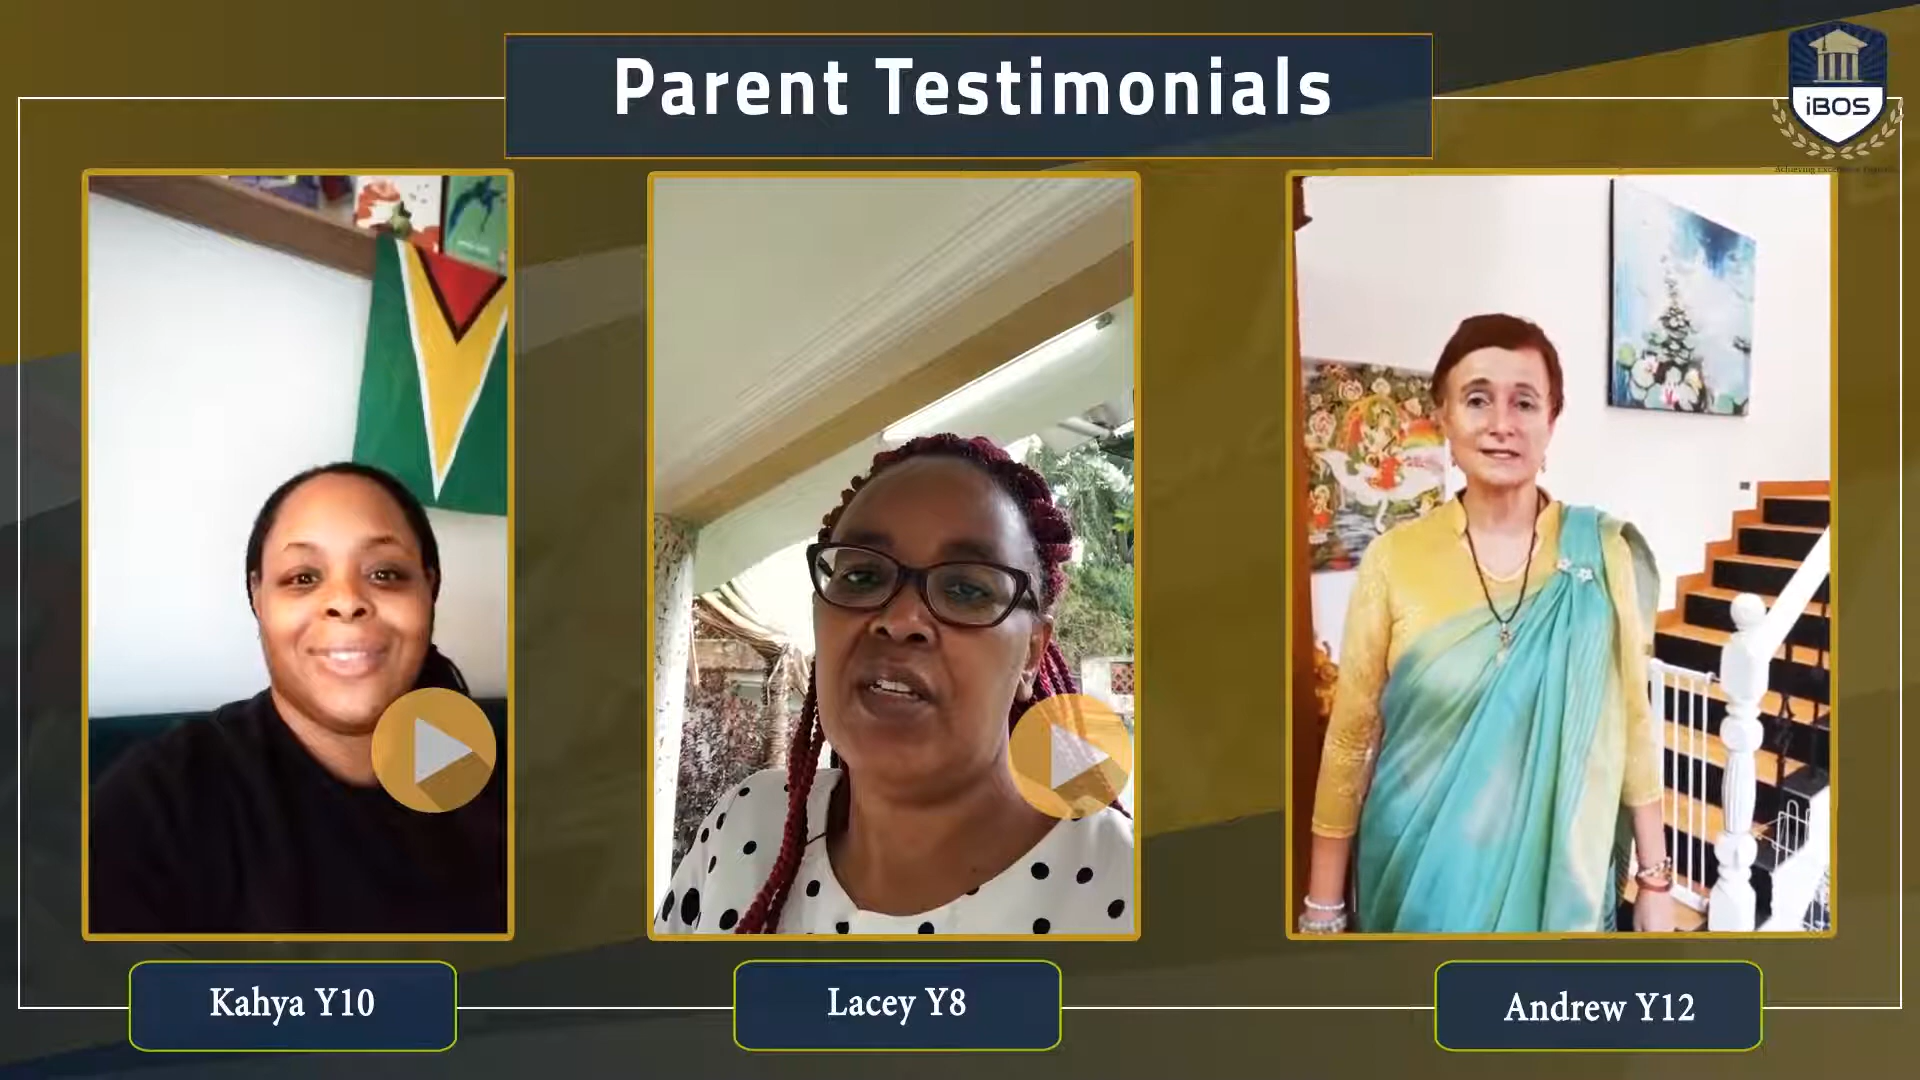 Parent Testimonials
iBOS
Kahya Y10
Lacey Y8
Andrew Y12